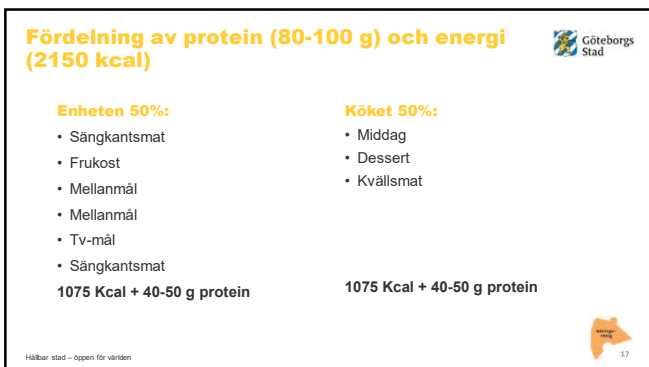 Fördelning av protein (80-100 g) och energi
(2150 kcal)
Göteborgs
Stad
Enheten 50%:
• Sängkantsmat
• Frukost
• Mellanmål
• Mellanmål
• Tv-mål
• Sängkantsmat
1075 Kcal + 40-50 g protein
Köket 50%:
• Middag
• Dessert
• Kvällsmat
1075 Kcal + 40-50 g protein
Hållbar stad – öppen för världen
17